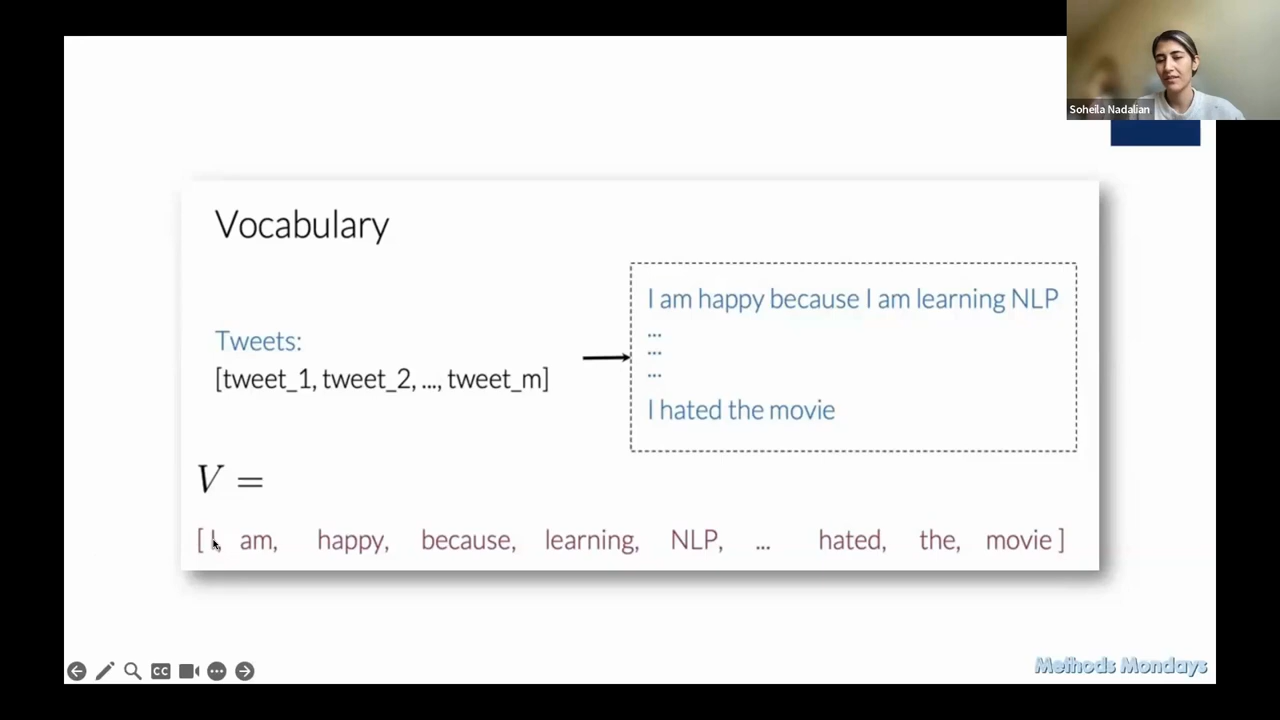 Soheila Nadalian
Vocabulary
Tweets:
[tweet_1, tweet_2, ..., tweet_m]
I am happy because I am learning NLP
...
...
...
I hated the movie
V =
[ I, am, happy, because, learning, NLP, ... hated, the, movie ]
CC
Methods Mondays